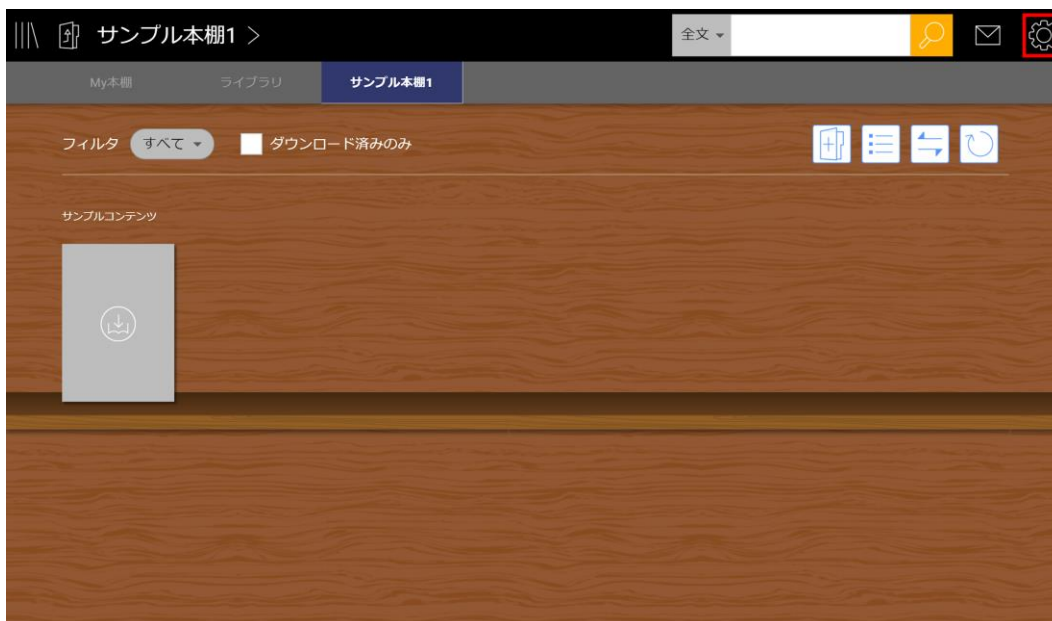 サンプル本棚1 >
全文
My本棚 ライブラリ サンプル本棚1
フィルタ すべて ダウンロード済みのみ
サンプルコンテンツ